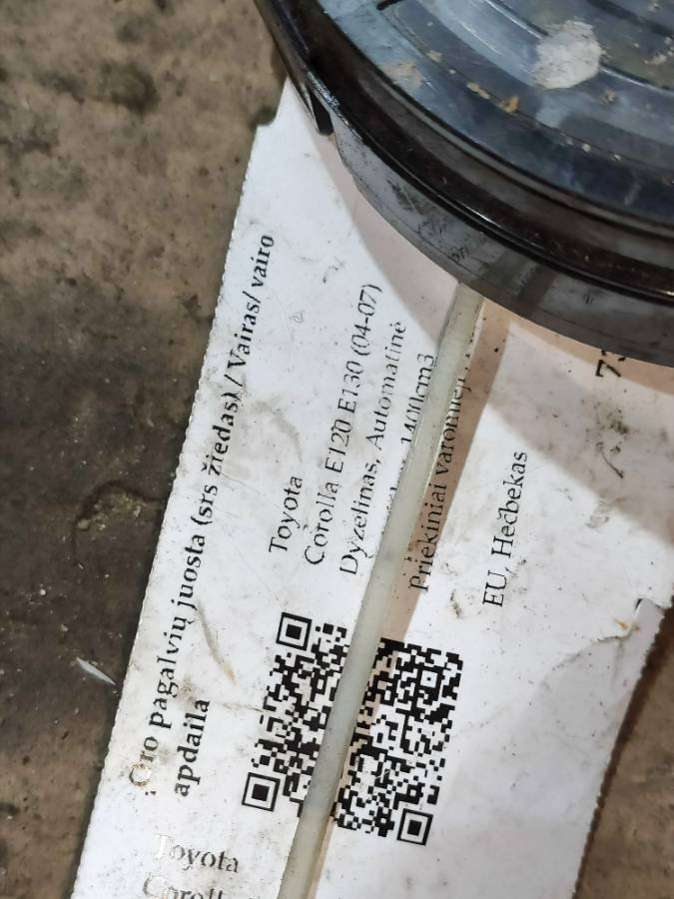 Oro pagalvių juosta (srs žiedas) / Vairas/ vairo
apdaila
Toyota
Corolla E120 E130 (04-07)
Dyzelinas, Automatinė
1400cm3
Priekiniai varomieji
EU, Hečbekas
Toyota